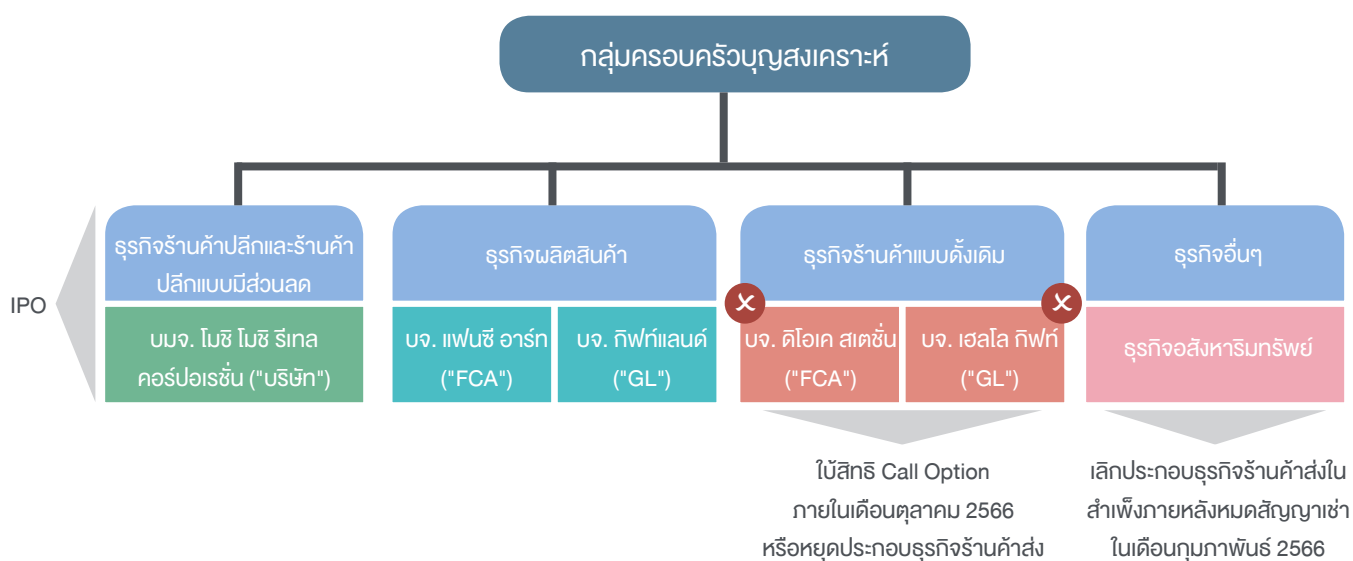 กลุ่มครอบครัวบุญสงเคราะห์
IPO
ธุรกิจร้านค้าปลีกและร้านค้า
ปลีกแบบมีส่วนลด
บมจ. โมชิ โมชิ รีเทล
คอร์ปอเรชั่น ("บริษัท")
ธุรกิจผลิตสินค้า
บจ. แฟนซี อาร์ท
("FCA")
บจ. กิฟท์แลนด์
("GL")
ธุรกิจร้านค้าแบบดั้งเดิม
บจ. ดิโอเค สเตชั่น
("FCA")
บจ. เฮลโล กิฟท์
("GL")
ใบ้สิทธิ Call Option
ภายในเดือนตุลาคม 2566
หรือหยุดประกอบธุรกิจร้านค้าส่ง
ธุรกิจอื่นๆ
ธุรกิจอสังหาริมทรัพย์
เลิกประกอบธุรกิจร้านค้าส่งใน
สำเพ็งภายหลังหมดสัญญาเช่า
ในเดือนกุมภาพันธ์ 2566